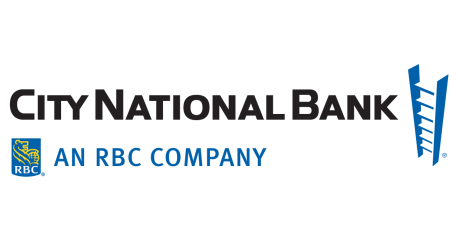 CITY NATIONAL BANK
®
RBC ®
AN RBC COMPANY